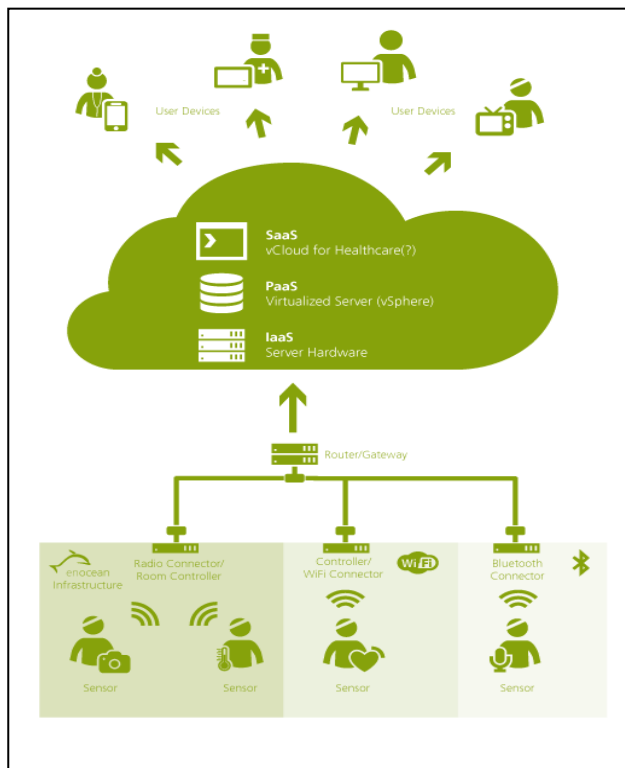 User Devices
User Devices
SaaS
vCloud for Healthcare(?)
PaaS
Virtualized Server (vSphere)
IaaS
Server Hardware
Router/Gateway
enocean
Infrastructure
Radio Connector/
Room Controller
Controller/
WiFi Connector
WiFi
Bluetooth
Connector
Sensor
Sensor
Sensor
Sensor